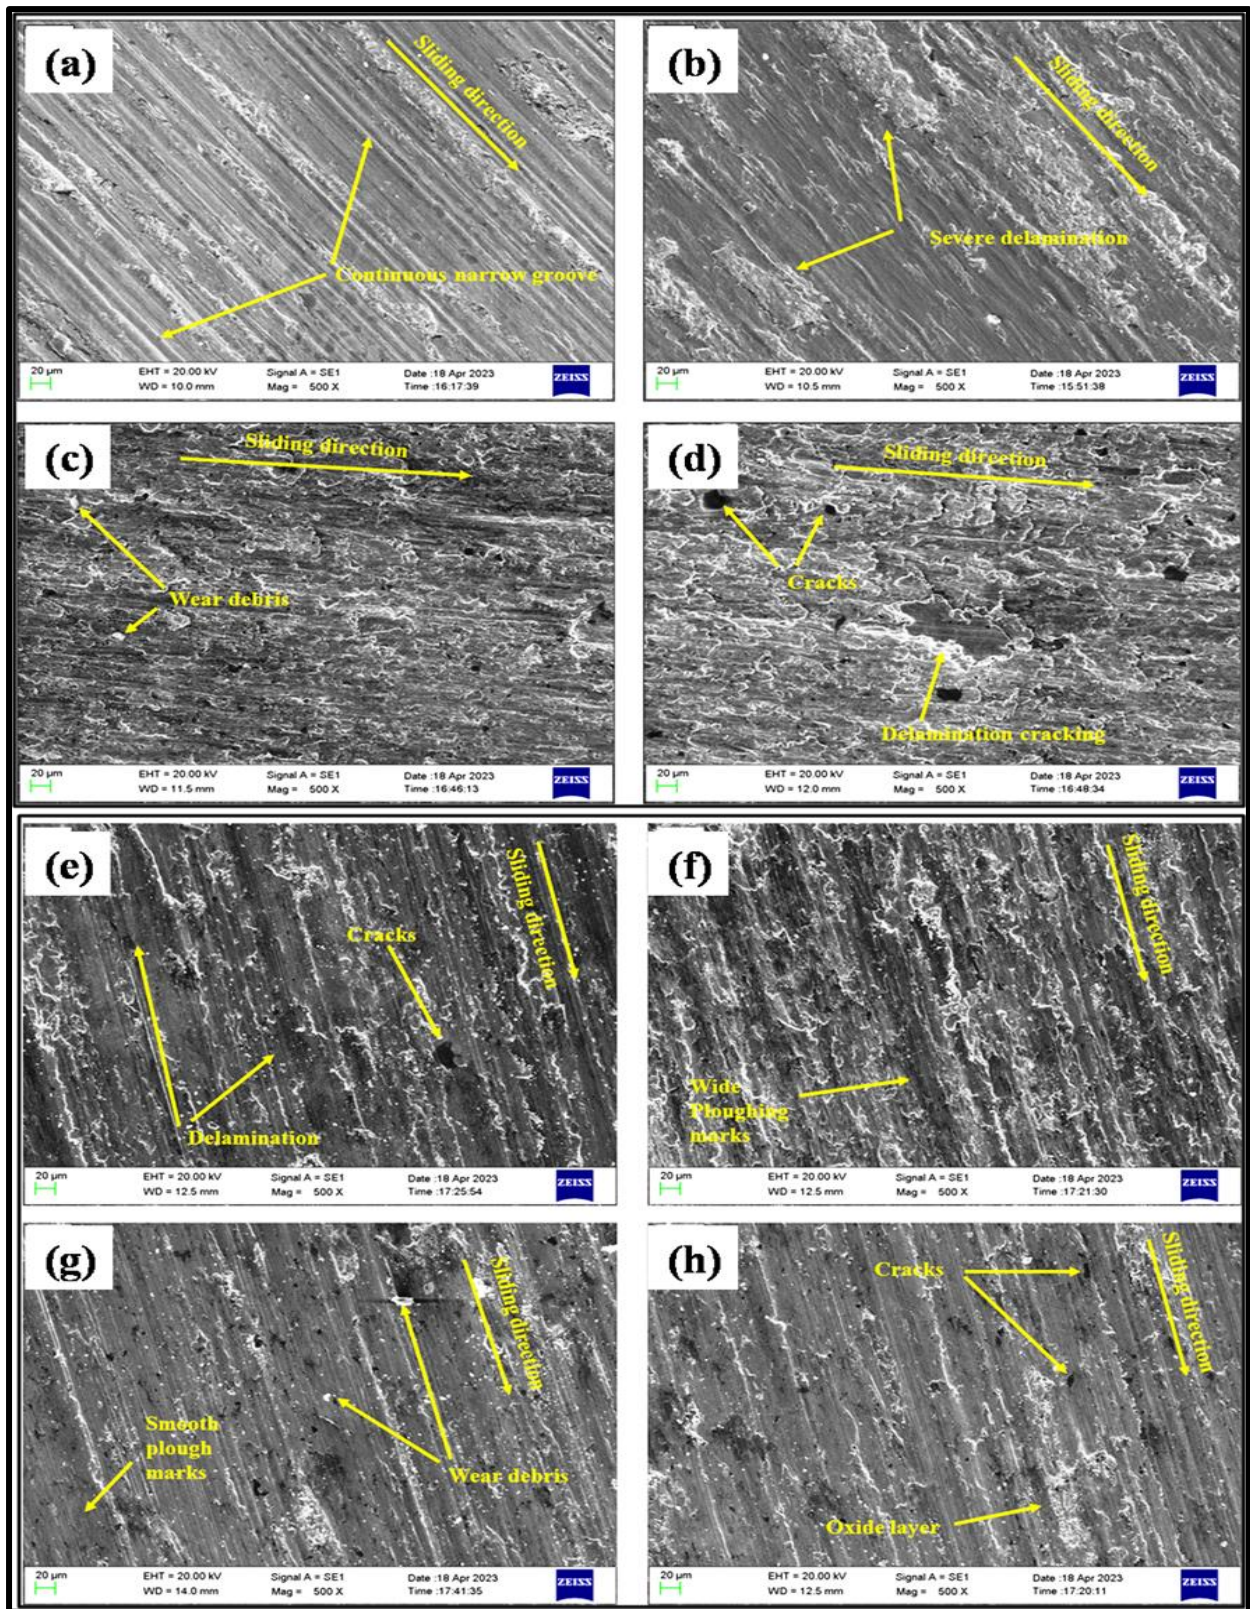 (a)
Sliding direction
Continuous narrow groove
20 µm
EHT = 20.00 kV Signal A = SE1 Date :18 Apr 2023
WD = 10.0 mm Mag = 500 X Time :16:17:39
ZEISS
(b)
Sliding direction
Severe delamination
20 µm
EHT = 20.00 kV Signal A = SE1 Date :18 Apr 2023
WD = 10.5 mm Mag = 500 X Time :15:51:38
ZEISS
(c)
Sliding direction
Wear debris
20 µm
EHT = 20.00 kV Signal A = SE1 Date :18 Apr 2023
WD = 11.5 mm Mag = 500 X Time :16:46:13
ZEISS
(d)
Sliding direction
Cracks
Delamination cracking
20 µm
EHT = 20.00 kV Signal A = SE1 Date :18 Apr 2023
WD = 12.0 mm Mag = 500 X Time :16:48:34
ZEISS
(e)
Sliding direction
Cracks
Delamination
20 µm
EHT = 20.00 kV Signal A = SE1 Date :18 Apr 2023
WD = 12.5 mm Mag = 500 X Time :17:25:54
ZEISS
(f)
Sliding direction
Wide
Ploughing
marks
20 µm
EHT = 20.00 kV Signal A = SE1 Date :18 Apr 2023
WD = 12.5 mm Mag = 500 X Time :17:21:30
ZEISS
(g)
Sliding direction
Smooth
plough
marks
Wear debris
20 µm
EHT = 20.00 kV Signal A = SE1 Date :18 Apr 2023
WD = 14.0 mm Mag = 500 X Time :17:41:35
ZEISS
(h)
Cracks
Sliding direction
Oxide layer
20 µm
EHT = 20.00 kV Signal A = SE1 Date :18 Apr 2023
WD = 12.5 mm Mag = 500 X Time :17:20:11
ZEISS